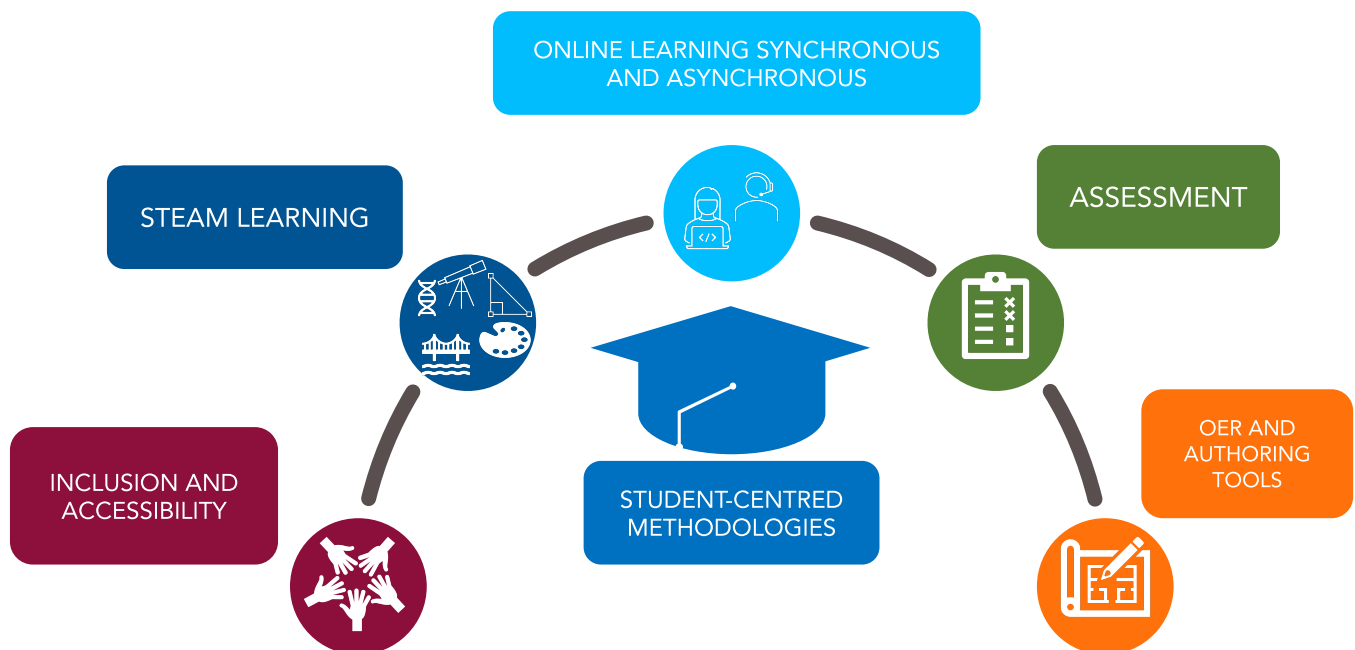 ONLINE LEARNING SYNCHRONOUS
AND ASYNCHRONOUS
STEAM LEARNING
ASSESSMENT
INCLUSION AND
ACCESSIBILITY
STUDENT-CENTRED
METHODOLOGIES
OER AND
AUTHORING
TOOLS